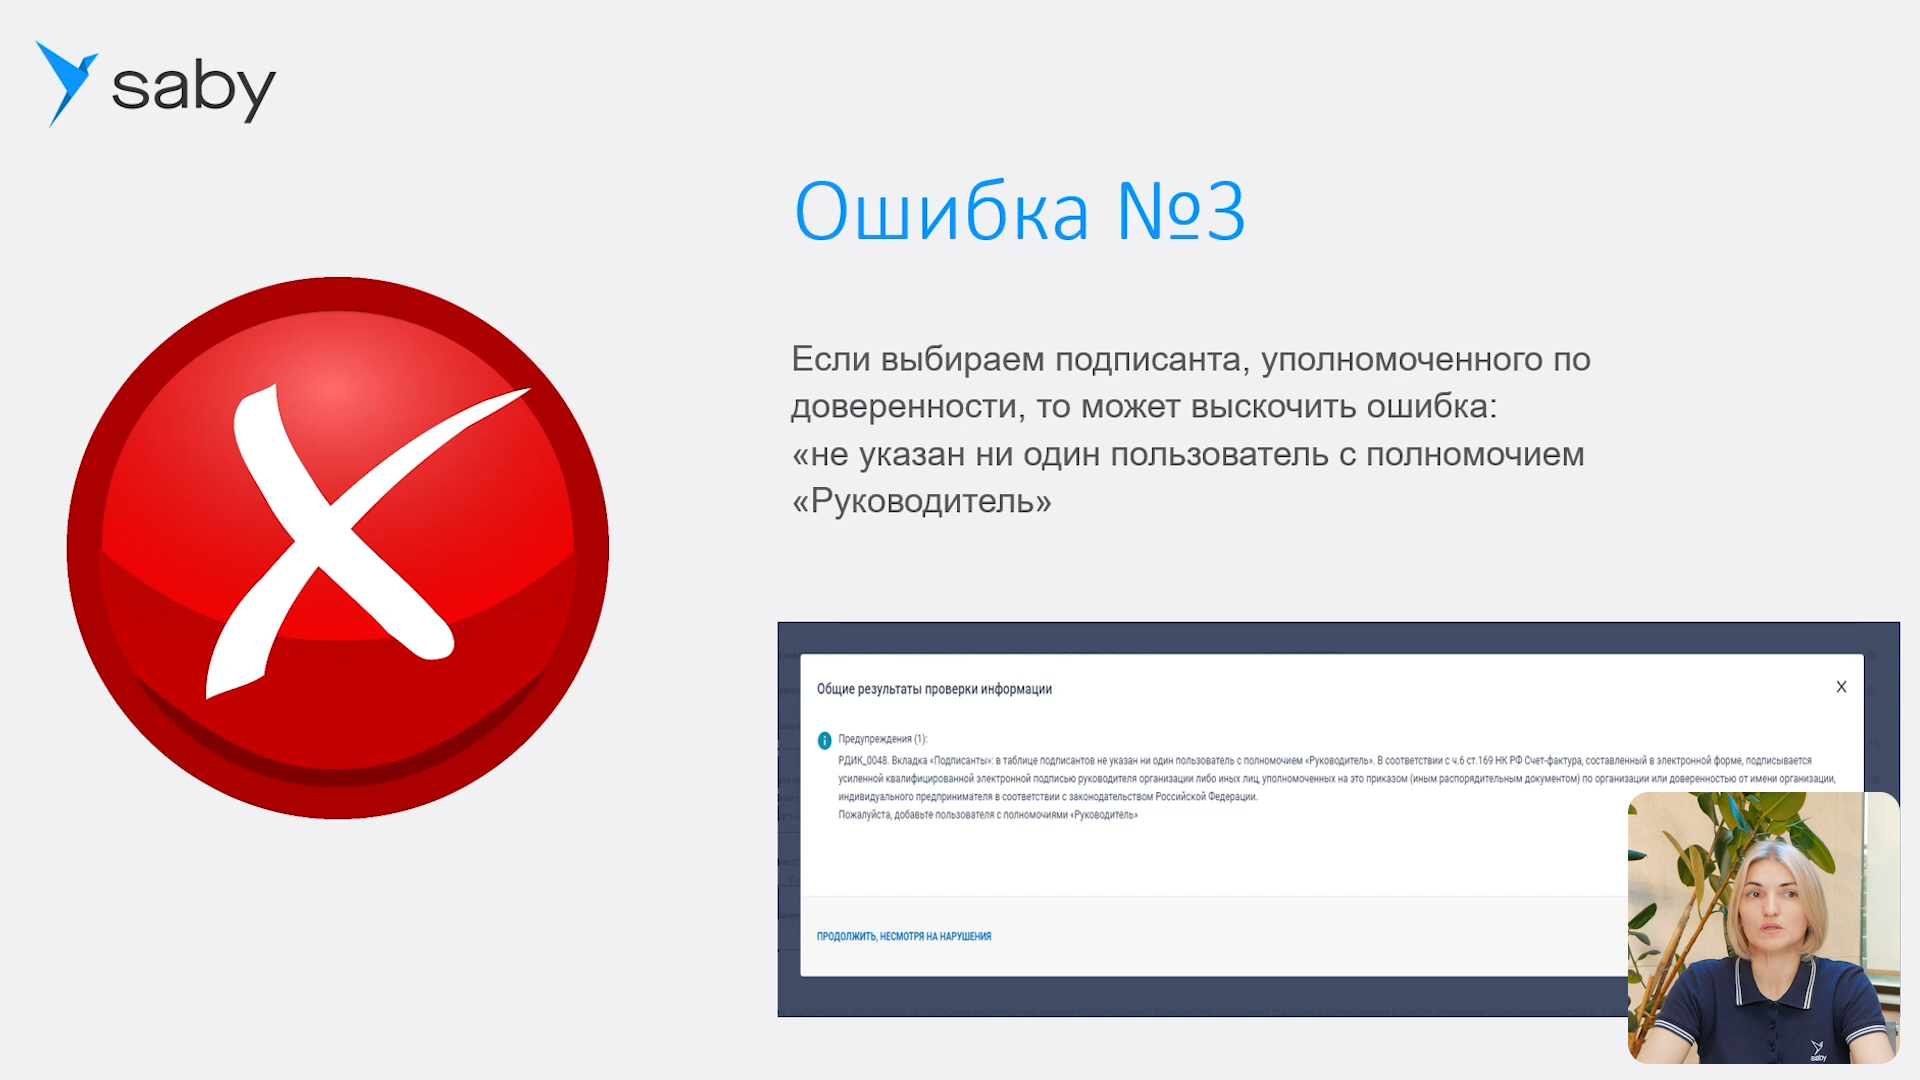 saby
Ошибка №3
Если выбираем подписанта, уполномоченного по
доверенности, то может выскочить ошибка:
«не указан ни один пользователь с полномочием
«Руководитель»
Общие результаты проверки информации
X
Предупреждения (1):
РДИК_0048. Вкладка «Подписанты»: в таблице подписантов не указан ни один пользователь с полномочием «Руководитель». В соответствии с ч.6 ст.169 НК РФ Счет-фактура, составленный в электронной форме, подписывается
усиленной квалифицированной электронной подписью руководителя организации либо иных лиц, уполномоченных на это приказом (иным распорядительным документом) по организации или доверенностью от имени организации,
индивидуального предпринимателя в соответствии с законодательством Российской Федерации.
Пожалуйста, добавьте пользователя с полномочиями «Руководитель»
ПРОДОЛЖИТЬ, НЕСМОТРЯ НА НАРУШЕНИЯ
saby